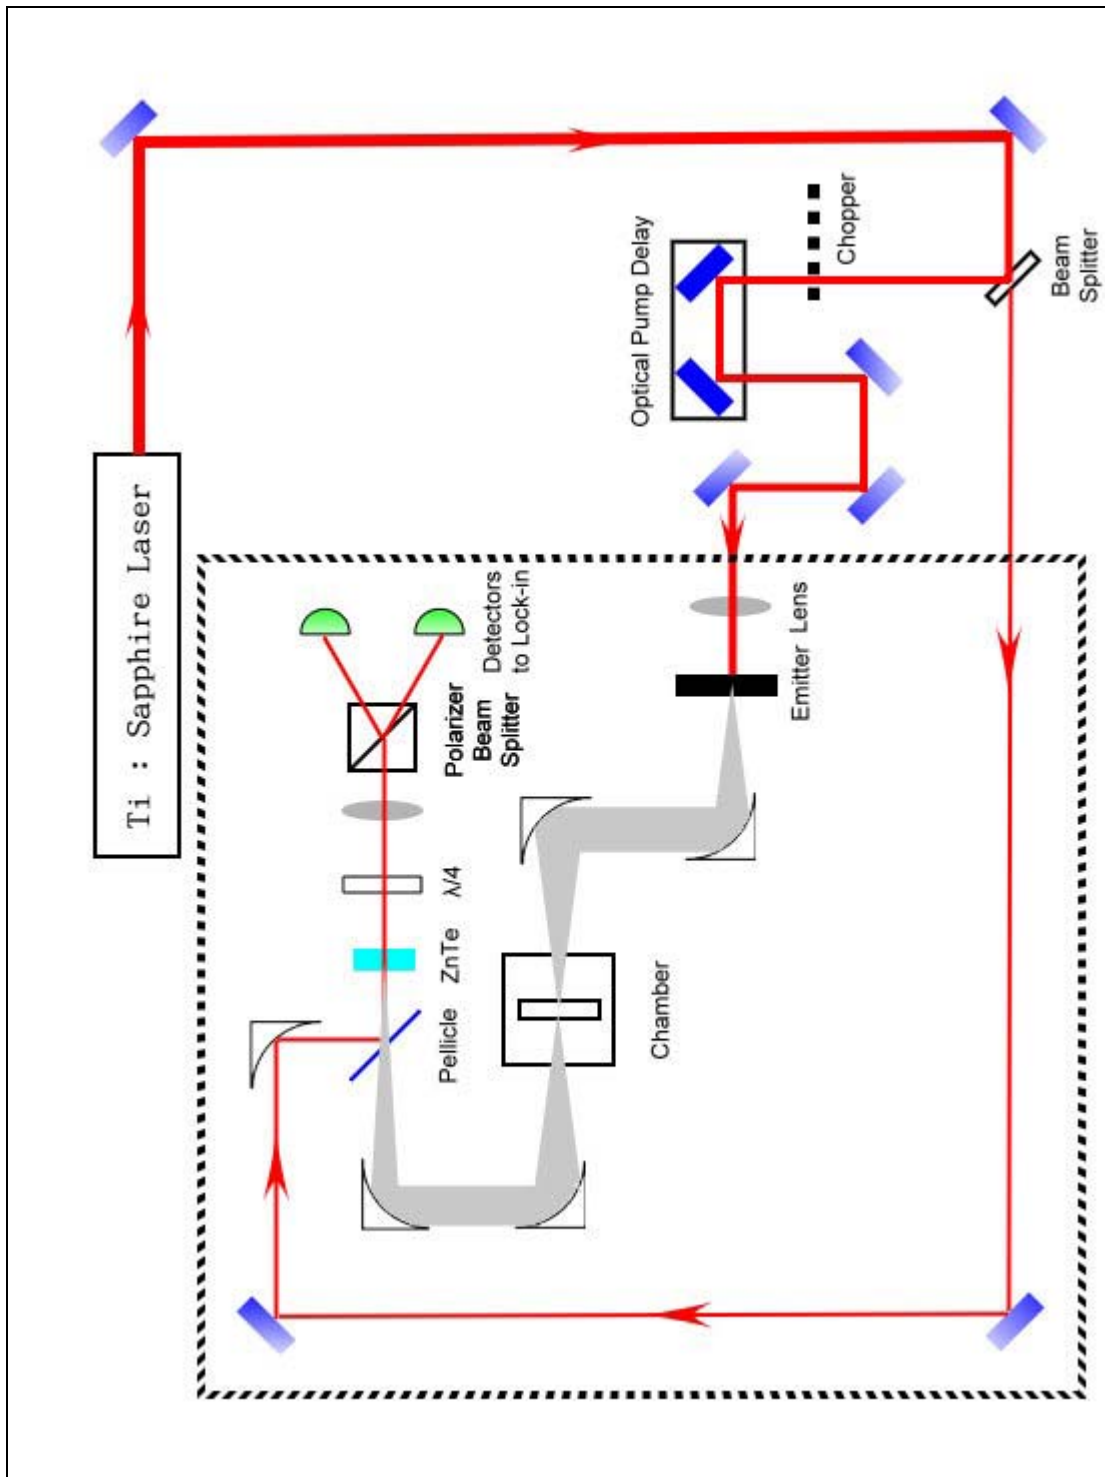 Ti : Sapphire Laser
Optical Pump Delay
Chopper
Beam
Splitter
Detectors
to Lock-in
Polarizer
Beam
Splitter
λ/4
ZnTe
Pellicle
Lens
Emitter
Chamber